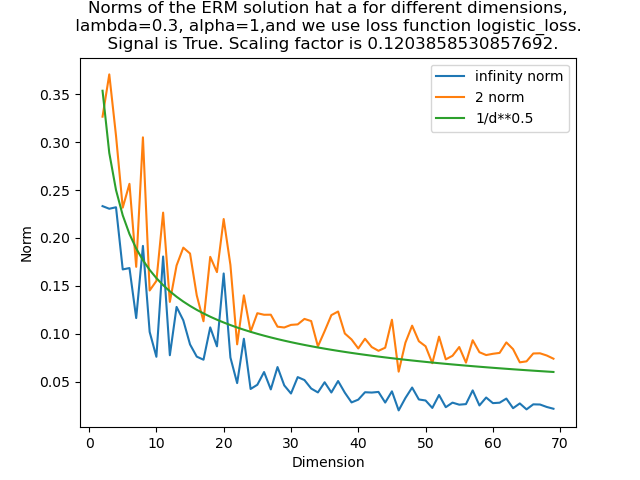 Norms of the ERM solution hat a for different dimensions,
lambda=0.3, alpha=1,and we use loss function logistic_loss.
Signal is True. Scaling factor is 0.1203858530857692.
infinity norm
2 norm
1/d**0.5
Norm
0.35
0.30
0.25
0.20
0.15
0.10
0.05
0 10 20 30 40 50 60 70
Dimension